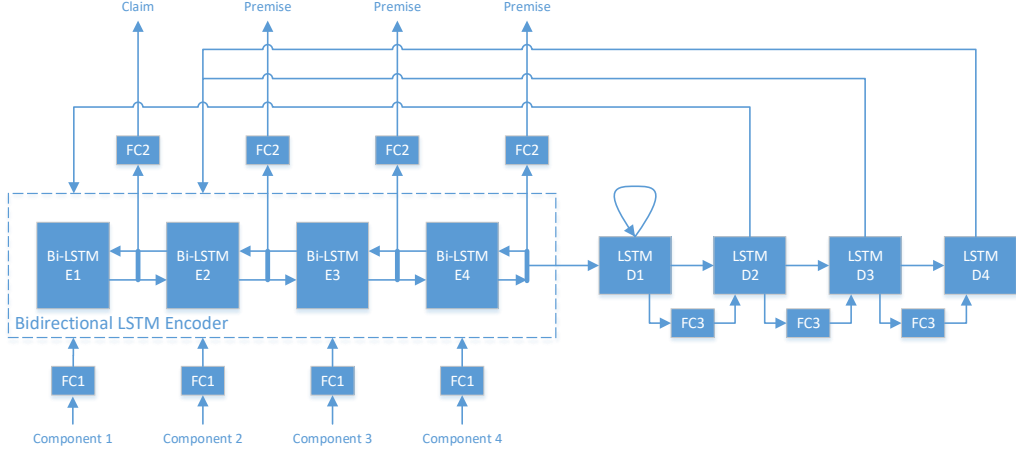 Claim
Premise
Premise
Premise
FC2
FC2
FC2
FC2
Bi-LSTM
E1
Bi-LSTM
E2
Bi-LSTM
E3
Bi-LSTM
E4
LSTM
D1
LSTM
D2
LSTM
D3
LSTM
D4
Bidirectional LSTM Encoder
FC3
FC3
FC3
FC1
FC1
FC1
FC1
Component 1
Component 2
Component 3
Component 4